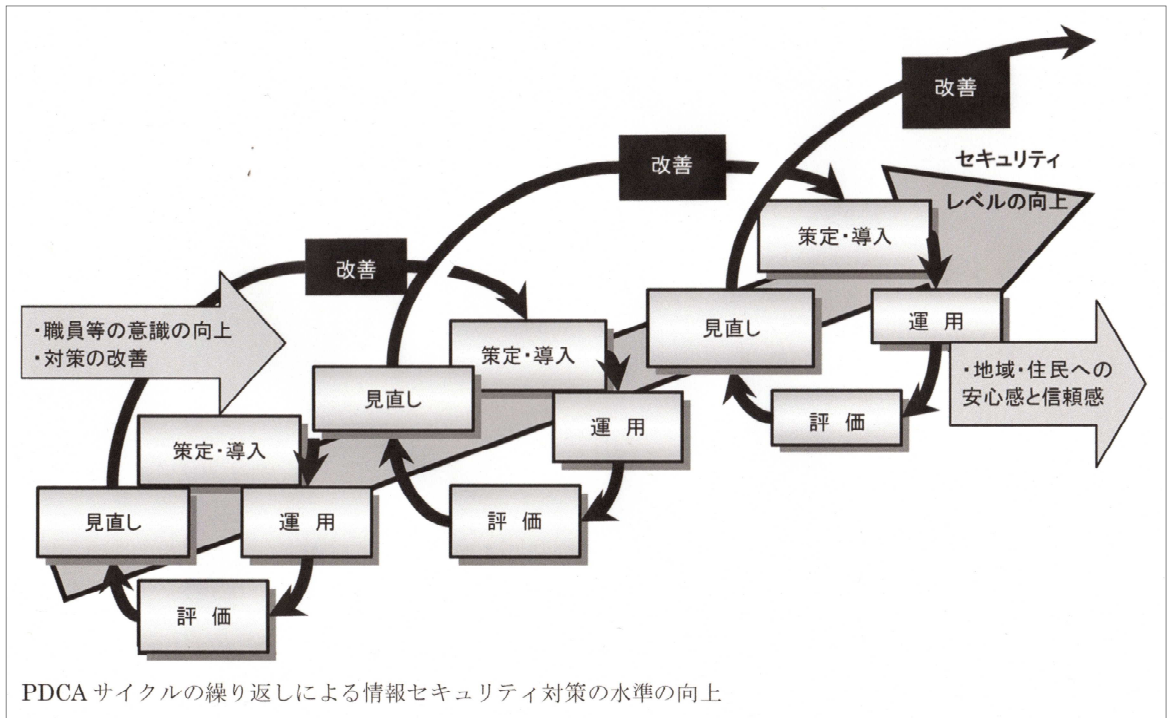 改善
セキュリティ
レベルの向上
改善
策定・導入
改善
運 用
見直し
・職員等の意識の向上
・対策の改善
策定・導入
・地域・住民への
安心感と信頼感
見直し
評 価
運 用
策定・導入
見直し
運 用
評 価
評 価
PDCAサイクルの繰り返しによる情報セキュリティ対策の水準の向上